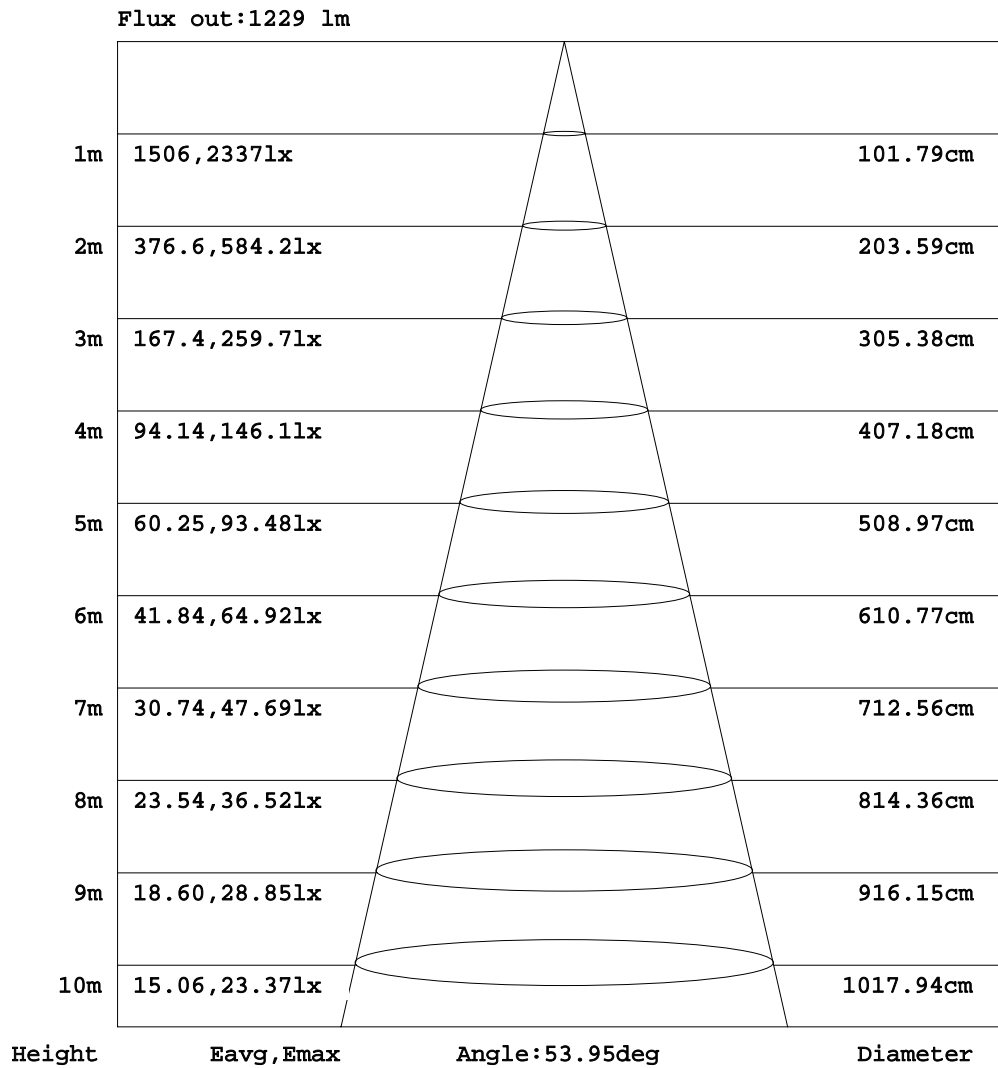 Flux out:1229 lm
1m 1506,2337lx 101.79cm
2m 376.6,584.2lx 203.59cm
3m 167.4,259.7lx 305.38cm
4m 94.14,146.1lx 407.18cm
5m 60.25,93.48lx 508.97cm
6m 41.84,64.92lx 610.77cm
7m 30.74,47.69lx 712.56cm
8m 23.54,36.52lx 814.36cm
9m 18.60,28.85lx 916.15cm
10m 15.06,23.37lx 1017.94cm
Height Eavg,Emax Angle:53.95deg Diameter